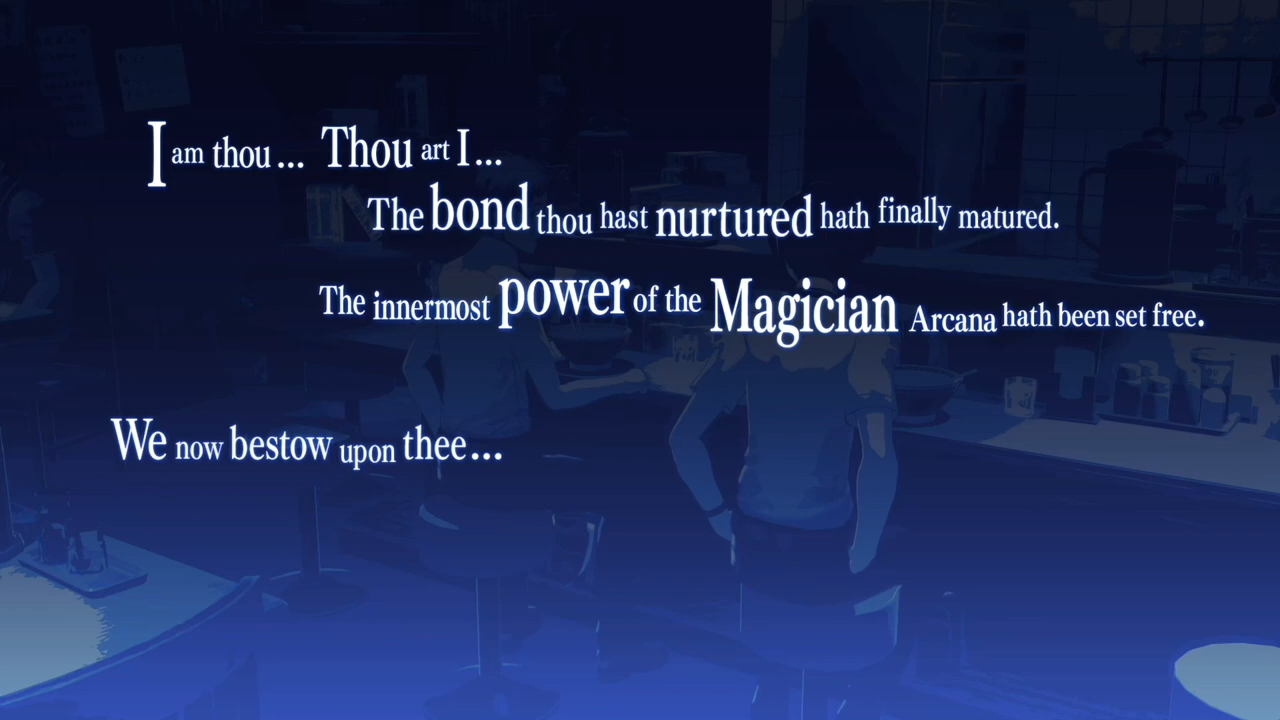 I am thou... Thou art I...
The bond thou hast nurtured hath finally matured.
The innermost power of the Magician Arcana hath been set free.
We now bestow upon thee...